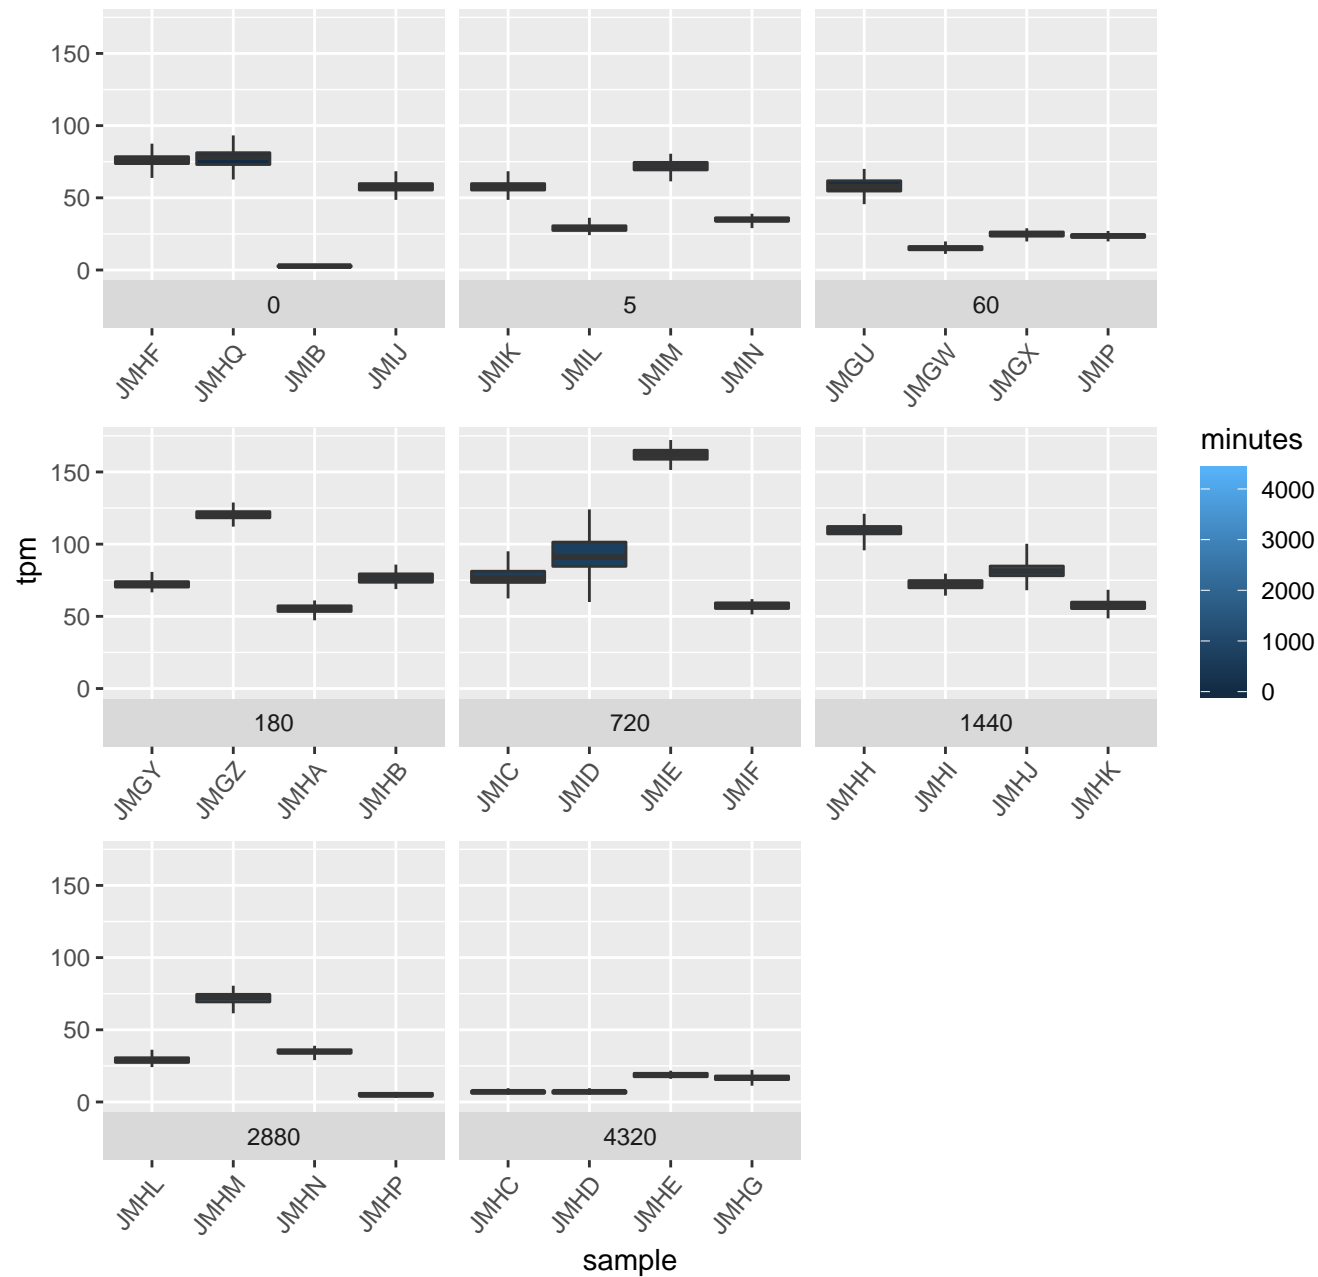 150
100
50
0
0
5
60
JMHF
JMHQ
JMIB
JMIJ
JMIK
JMIL
JMIM
JMIN
JMGU
JMGW
JMGX
JMIP
tpm
150
100
50
0
180
720
1440
JMGY
JMGZ
JMHA
JMHB
JMIC
JMID
JMIE
JMIF
JMHH
JMHI
JMHJ
JMHK
minutes
4000
3000
2000
1000
0
150
100
50
0
2880
4320
JMHL
JMHM
JMHN
JMHP
JMHC
JMHD
JMHE
JMHG
sample